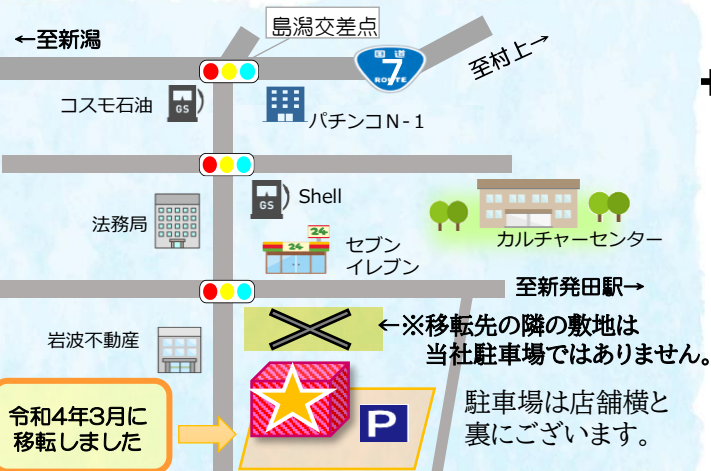 島潟交差点
←至新潟
国道
7
ROUTE
至村上→
コスモ石油
GS
パチンコＮ-１
GS
Shell
法務局
24
24
セブン
イレブン
カルチャーセンター
至新発田駅→
岩波不動産
←※移転先の隣の敷地は
当社駐車場ではありません。
令和4年3月に
移転しました
P
駐車場は店舗横と
裏にございます。